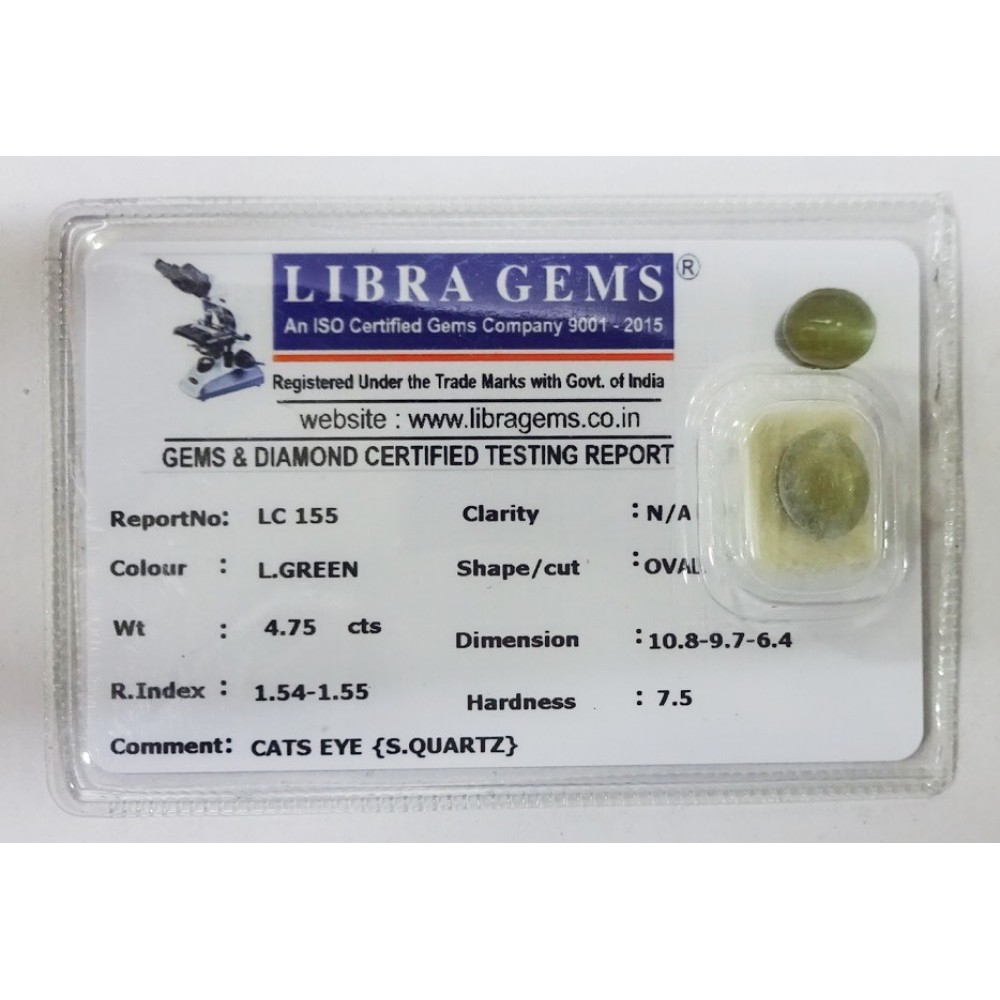 LIBRA GEMS ®
An ISO Certified Gems Company 9001 - 2015
Registered Under the Trade Marks with Govt. of India
website : www.libragems.co.in
GEMS & DIAMOND CERTIFIED TESTING REPORT
ReportNo: LC 155 Clarity : N/A
Colour : L.GREEN Shape/cut : OVAL
Wt : 4.75 cts Dimension : 10.8-9.7-6.4
R.Index : 1.54-1.55 Hardness : 7.5
Comment: CATS EYE {S.QUARTZ}